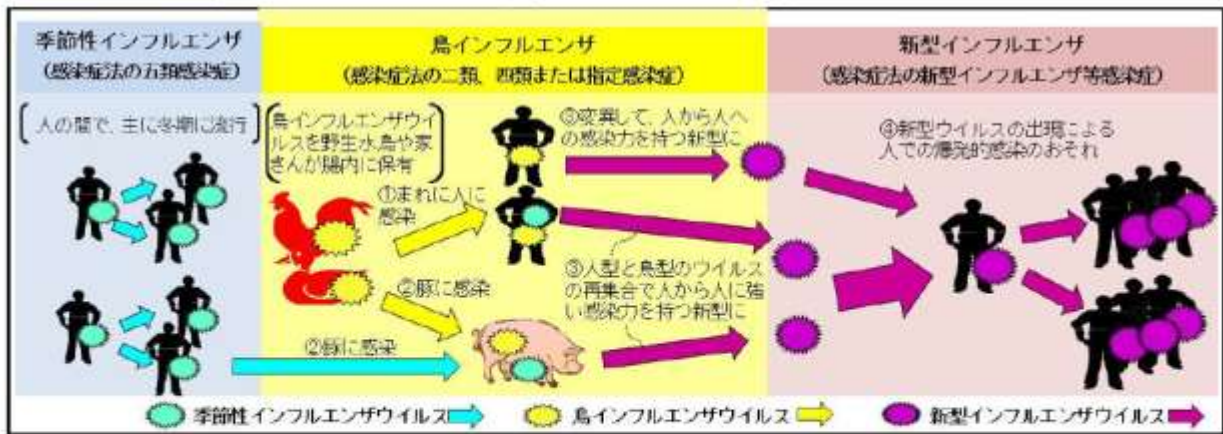 季節性インフルエンザ
(感染症法の五類感染症)
鳥インフルエンザ
(感染症法の二類、四類または指定感染症)
新型インフルエンザ
(感染症法の新型インフルエンザ等感染症)
人の間で、主に冬期に流行
鳥インフルエンザウイ
ルスを野生水鳥や家
きんが腸内に保有
①まれに人に
感染
②豚に感染
②豚に感染
③変異して、人から人へ
の感染力を持つ新型に
③人型と鳥型のウイルス
の再集合で人から人に強
い感染力を持つ新型に
④新型ウイルスの出現による
人での爆発的感染のおそれ
季節性インフルエンザウイルス
鳥インフルエンザウイルス
新型インフルエンザウイルス